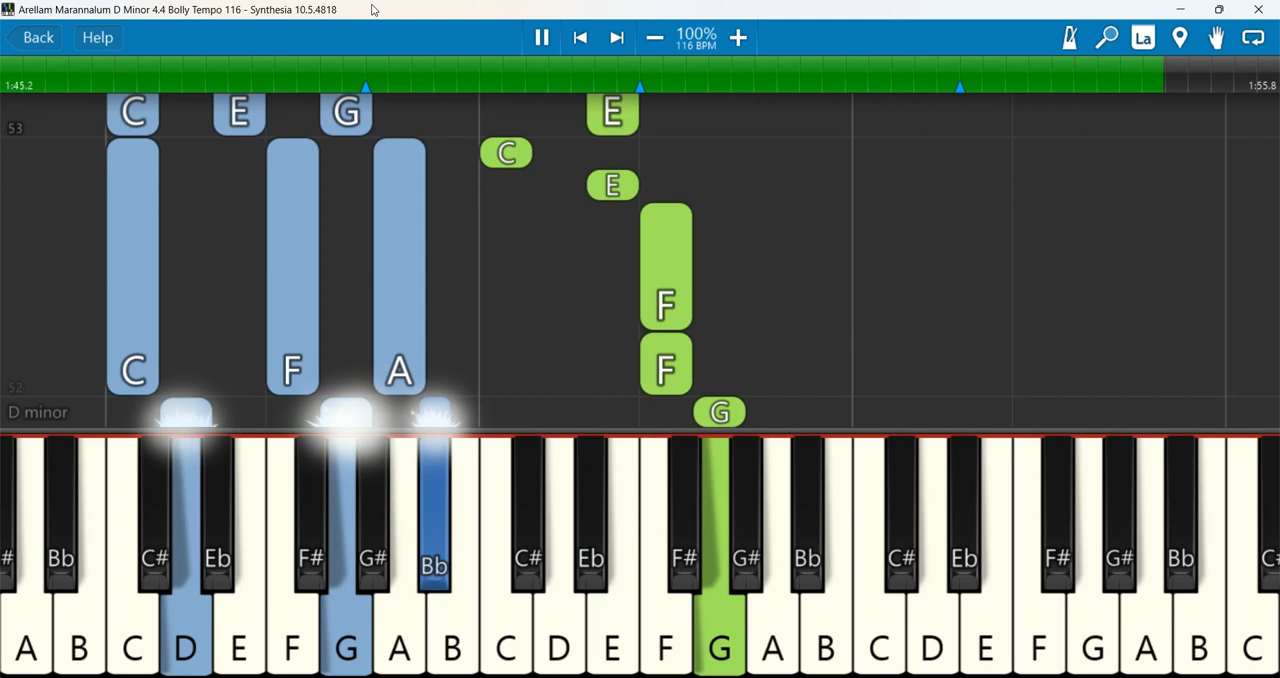 Arellam Marannalum D Minor 4.4 Bolly Tempo 116 - Synthesia 10.5.4818
Back Help 100% La
116 BPM
1:45.2 1:55.8
C E G E
53
C
E
F
C F A F
52
D minor G
# Bb C# Eb F# G# Bb C# Eb F# G# Bb C# Eb F# G# Bb C#
A B C D E F G A B C D E F G A B C D E F G A B C